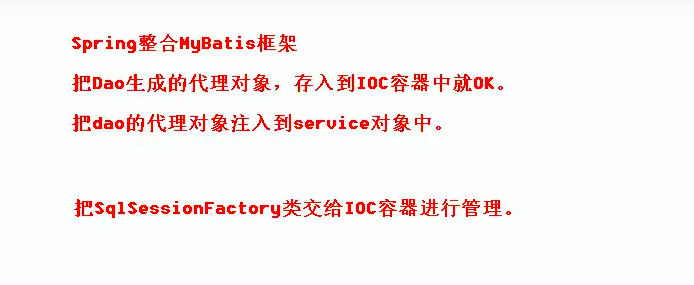 Spring整合MyBatis框架
把Dao生成的代理对象，存入到IOC容器中就OK。
把dao的代理对象注入到service对象中。
把SqlSessionFactory类交给IOC容器进行管理。